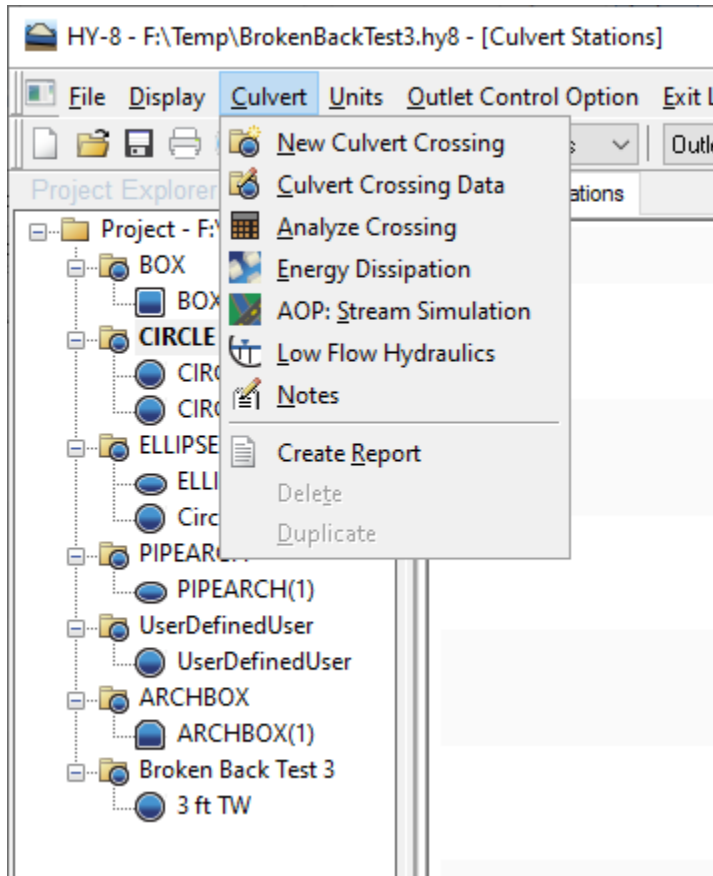 HY-8 - F:\Temp\BrokenBackTest3.hy8 - [Culvert Stations]
File Display Culvert Units Outlet Control Option Exit
Project Explorer
New Culvert Crossing
Culvert Crossing Data
Analyze Crossing
Energy Dissipation
AOP: Stream Simulation
Low Flow Hydraulics
Notes
Create Report
Delete
Duplicate
Project - F:\
BOX
BOX
CIRCLE
ELLIPSE
PIPEARCH(1)
UserDefinedUser
UserDefinedUser
ARCHBOX
ARCHBOX(1)
Broken Back Test 3
3 ft TW